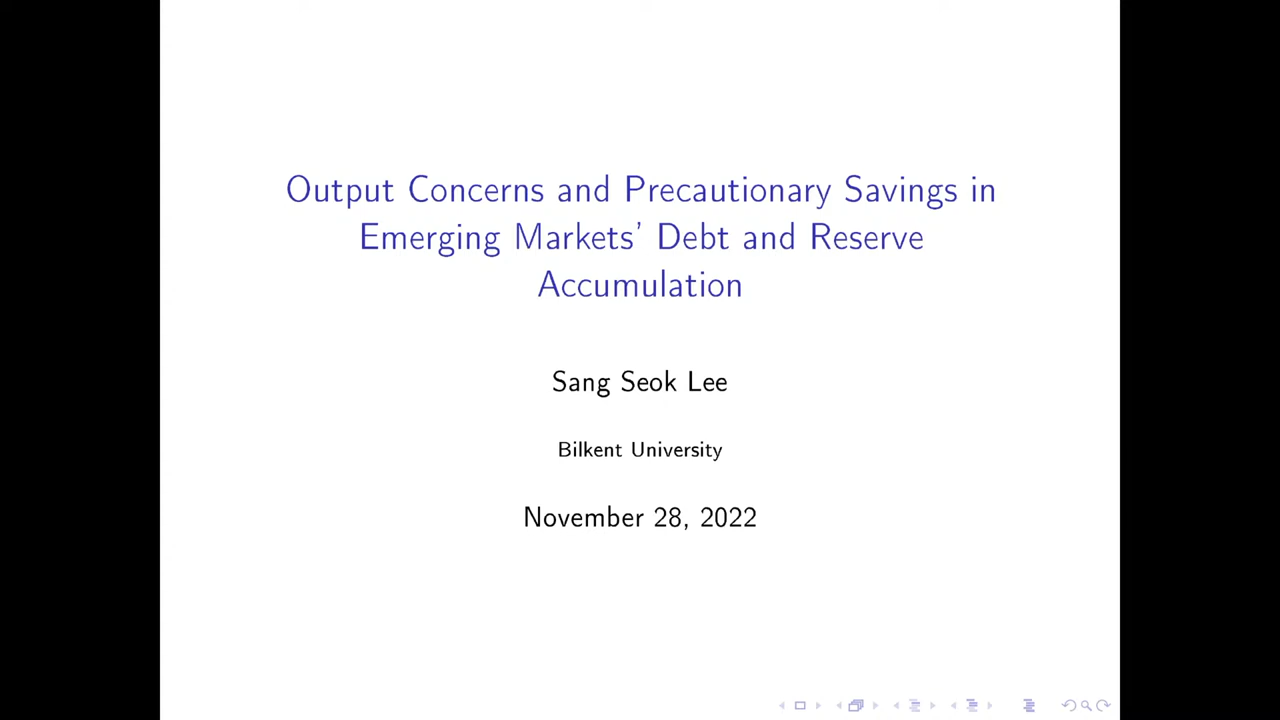 Output Concerns and Precautionary Savings in
Emerging Markets' Debt and Reserve
Accumulation
Sang Seok Lee
Bilkent University
November 28, 2022